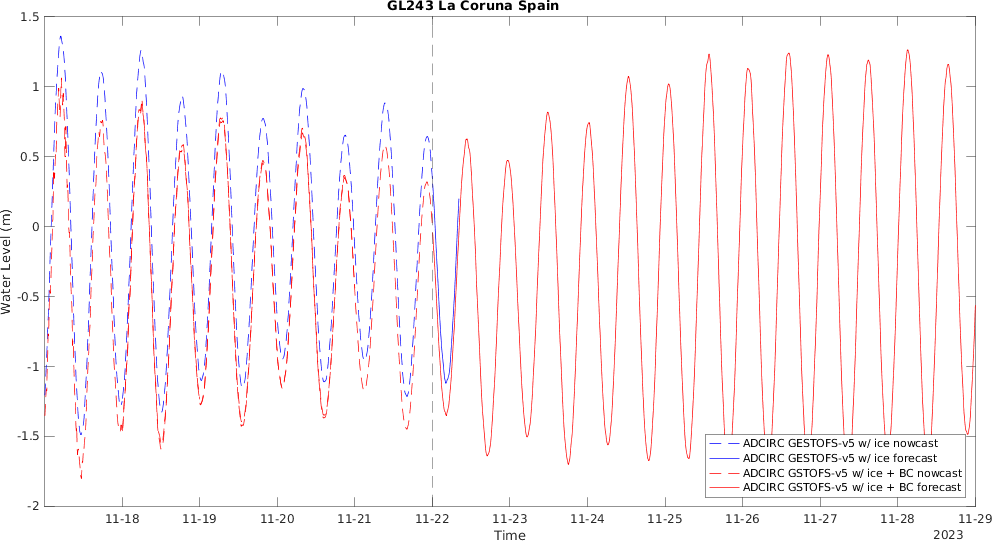 GL243 La Coruna Spain
1.5
1
0.5
0
-0.5
-1
-1.5
-2
Water Level (m)
11-18 11-19 11-20 11-21 11-22 11-23 11-24 11-25 11-26 11-27 11-28 11-29
Time
2023
ADCIRC GESTOFS-v5 w/ ice nowcast
ADCIRC GESTOFS-v5 w/ ice forecast
ADCIRC GSTOFS-v5 w/ ice + BC nowcast
ADCIRC GSTOFS-v5 w/ ice + BC forecast